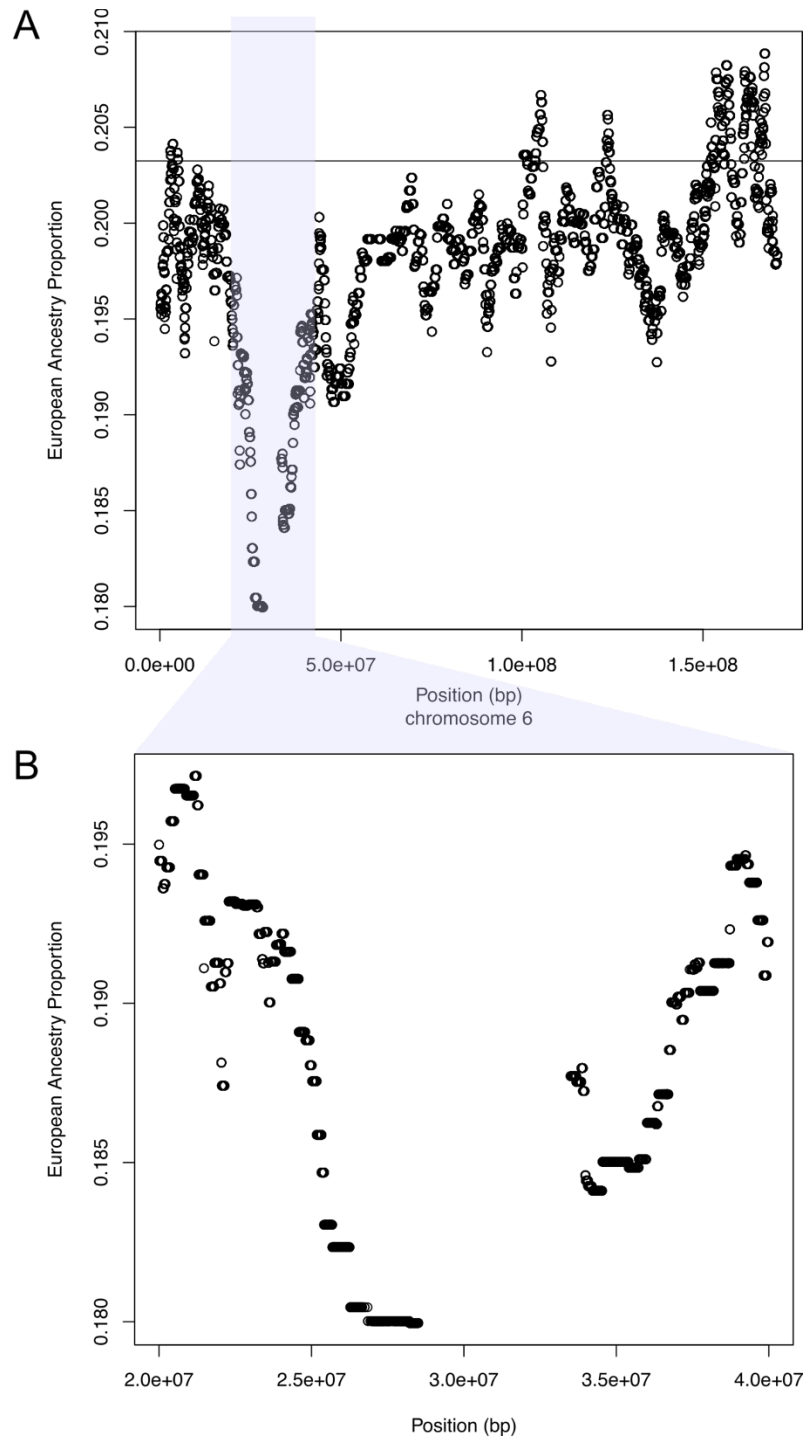 A
European Ancestry Proportion
0.210
0.205
0.200
0.195
0.190
0.185
0.180
0.0e+00 5.0e+07 1.0e+08 1.5e+08
Position (bp)
chromosome 6
B
European Ancestry Proportion
0.195
0.190
0.185
0.180
2.0e+07 2.5e+07 3.0e+07 3.5e+07 4.0e+07
Position (bp)